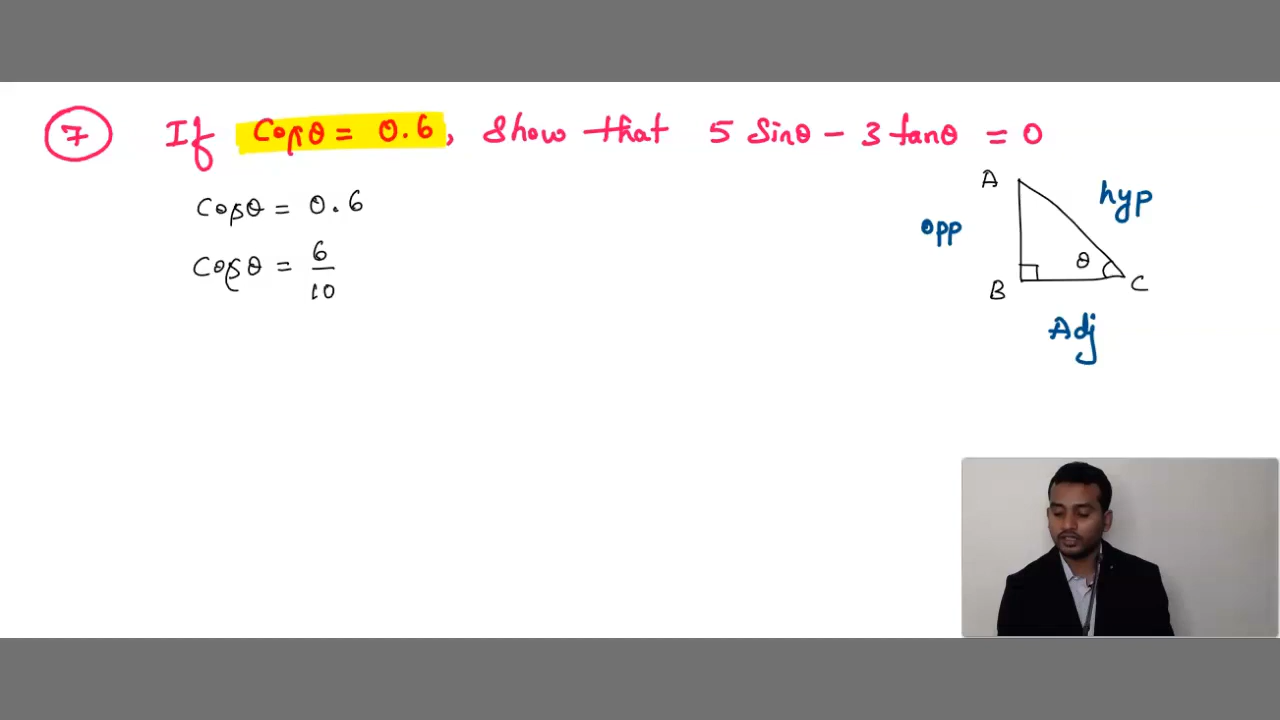 7 If Cosθ = 0.6, Show that 5 Sinθ - 3 tanθ = 0
Cosθ = 0.6
Cosθ = 6/10
A
hyp
opp
θ
B
C
Adj